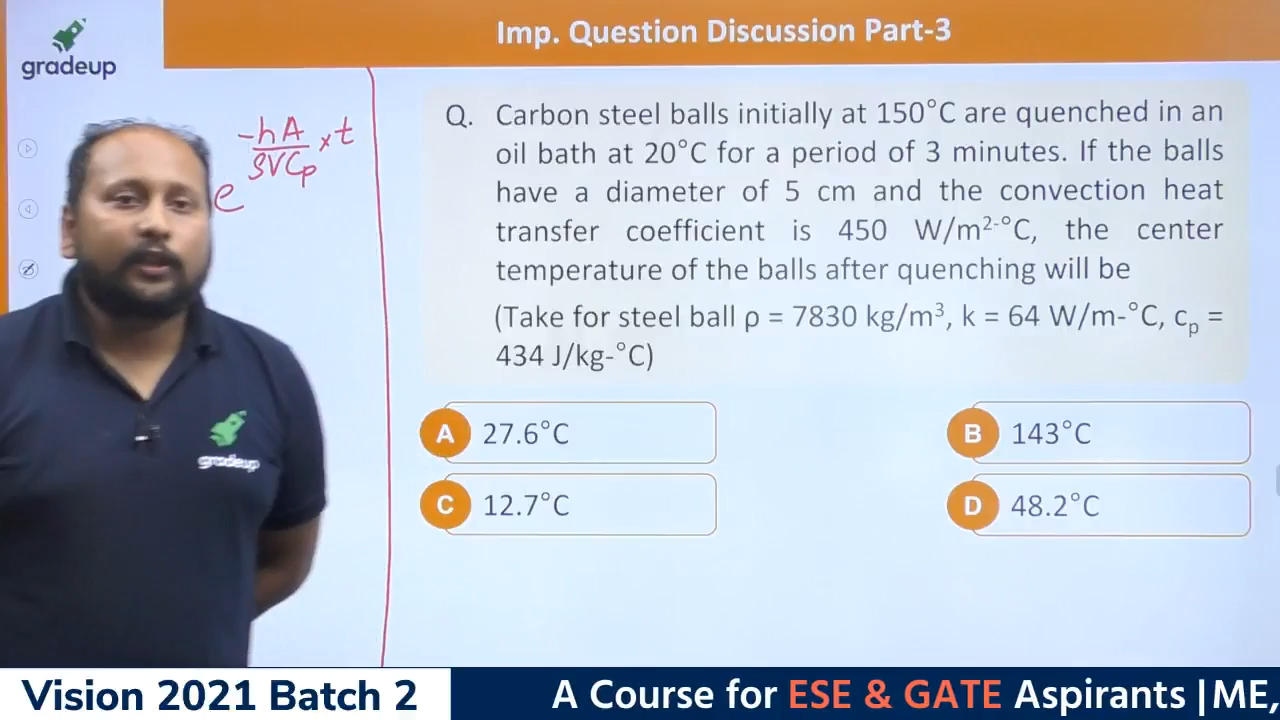 gradeup
Imp. Question Discussion Part-3
-hA
ρVCp
×t
e
Q. Carbon steel balls initially at 150°C are quenched in an
oil bath at 20°C for a period of 3 minutes. If the balls
have a diameter of 5 cm and the convection heat
transfer coefficient is 450 W/m²⁻°C, the center
temperature of the balls after quenching will be
(Take for steel ball ρ = 7830 kg/m³, k = 64 W/m-°C, cₚ =
434 J/kg-°C)
A 27.6°C
B 143°C
C 12.7°C
D 48.2°C
gradeup
Vision 2021 Batch 2
A Course for ESE & GATE Aspirants |ME,